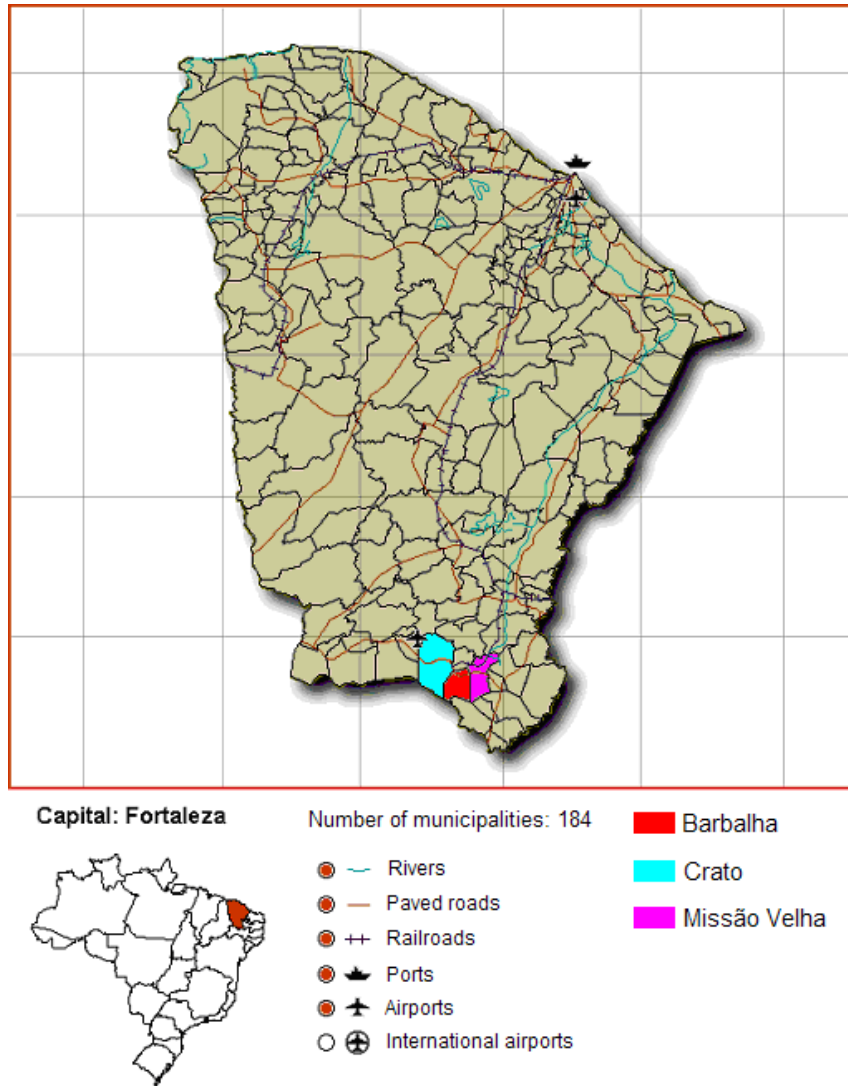 Capital: Fortaleza
Number of municipalities: 184
Rivers
Paved roads
Railroads
Ports
Airports
International airports
Barbalha
Crato
Missão Velha